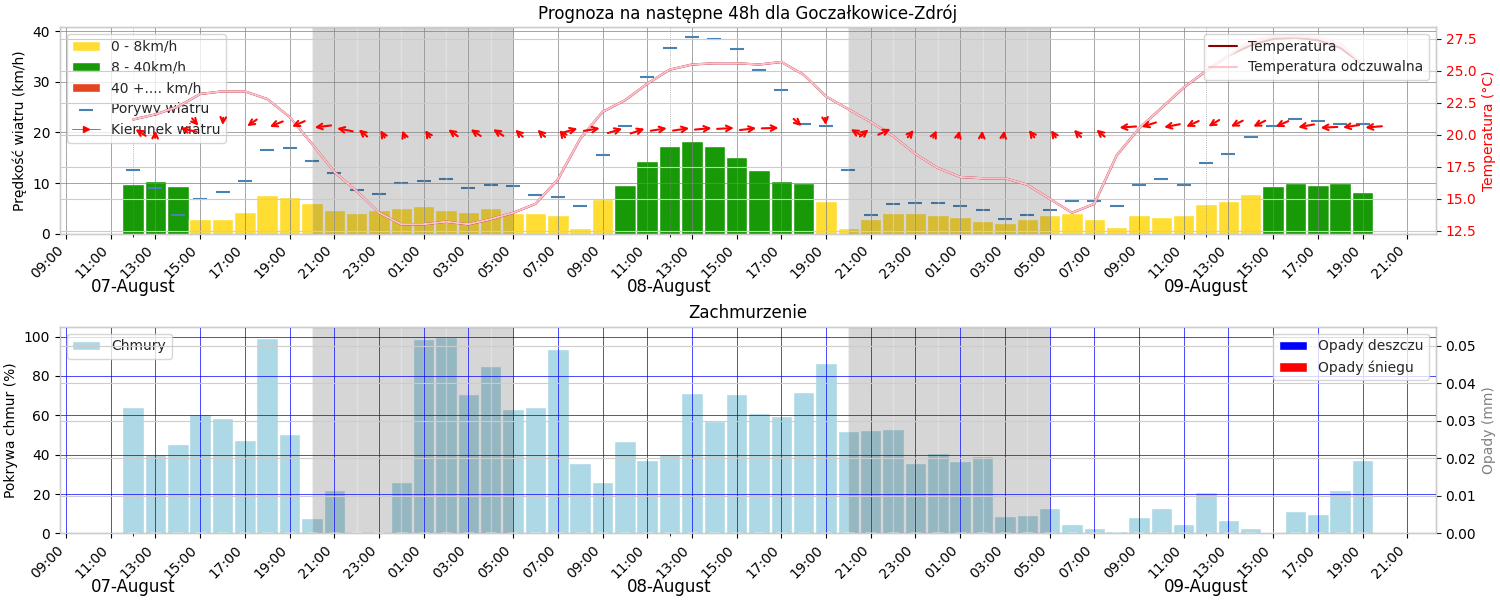 Prognoza na następne 48h dla Goczałkowice-Zdrój
Prędkość wiatru (km/h)
40
30
20
10
0
0 - 8km/h
8 - 40km/h
40 +.... km/h
Porywy wiatru
Kierunek wiatru
Temperatura
Temperatura odczuwalna
27.5
25.0
22.5
20.0
17.5
15.0
12.5
Temperatura (°C)
09:00 11:00 13:00 15:00 17:00 19:00 21:00 23:00 01:00 03:00 05:00 07:00 09:00 11:00 13:00 15:00 17:00 19:00 21:00 23:00 01:00 03:00 05:00 07:00 09:00 11:00 13:00 15:00 17:00 19:00 21:00
07-August 08-August 09-August
Zachmurzenie
Pokrywa chmur (%)
100
80
60
40
20
0
Chmury
Opady deszczu
Opady śniegu
0.05
0.04
0.03
0.02
0.01
0.00
Opady (mm)
09:00 11:00 13:00 15:00 17:00 19:00 21:00 23:00 01:00 03:00 05:00 07:00 09:00 11:00 13:00 15:00 17:00 19:00 21:00 23:00 01:00 03:00 05:00 07:00 09:00 11:00 13:00 15:00 17:00 19:00 21:00
07-August 08-August 09-August